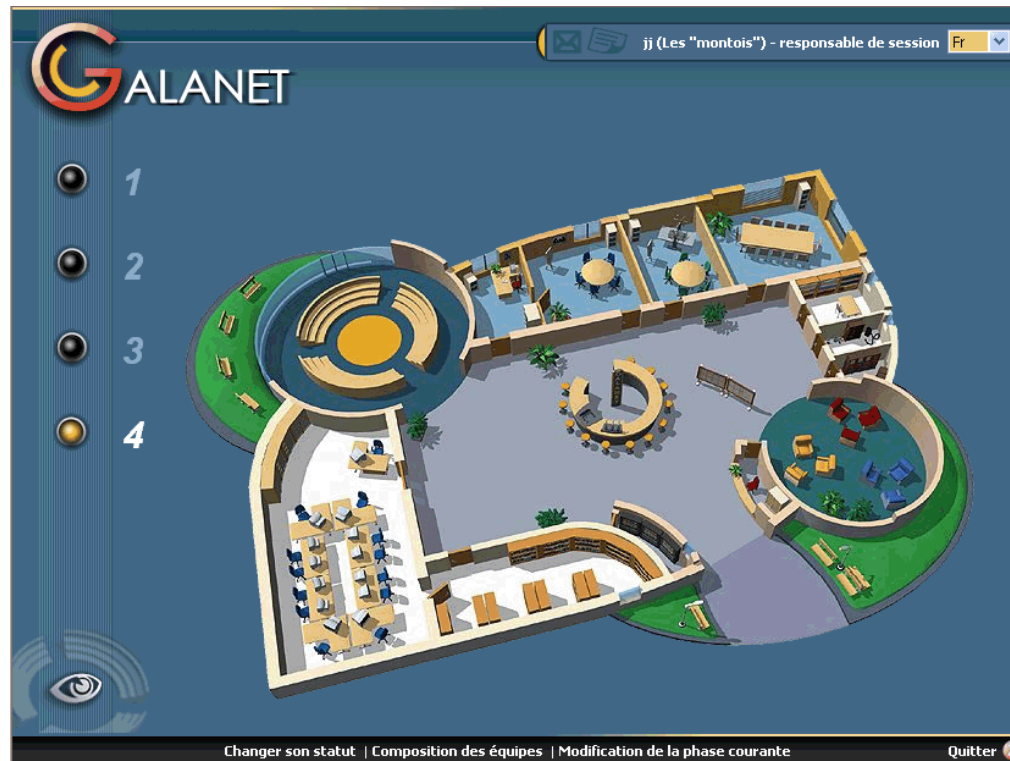 jj (Les "montois") - responsable de session Fr
GALANET
1
2
3
4
Changer son statut | Composition des équipes | Modification de la phase courante Quitter